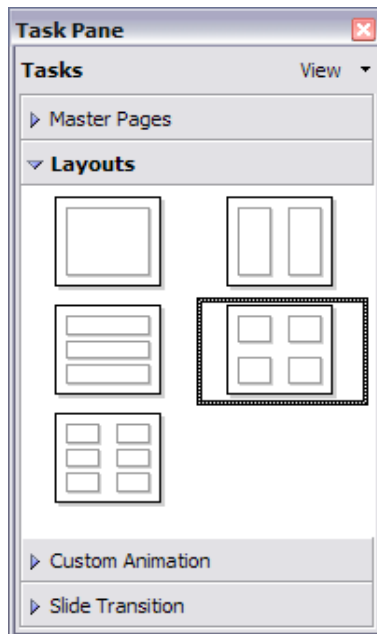 Task Pane
Tasks View
Master Pages
Layouts
Custom Animation
Slide Transition